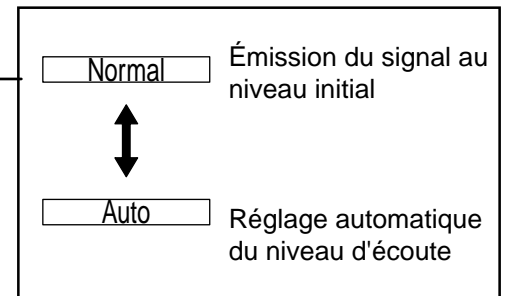 Normal
Émission du signal au
niveau initial
Auto
Réglage automatique
du niveau d'écoute